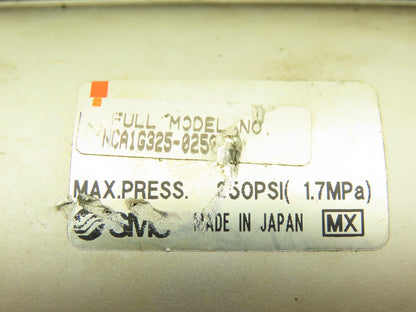 FULL MODEL NO.
NCA1G325-025
MAX.PRESS. 250PSI( 1.7MPa)
SMC MADE IN JAPAN MX